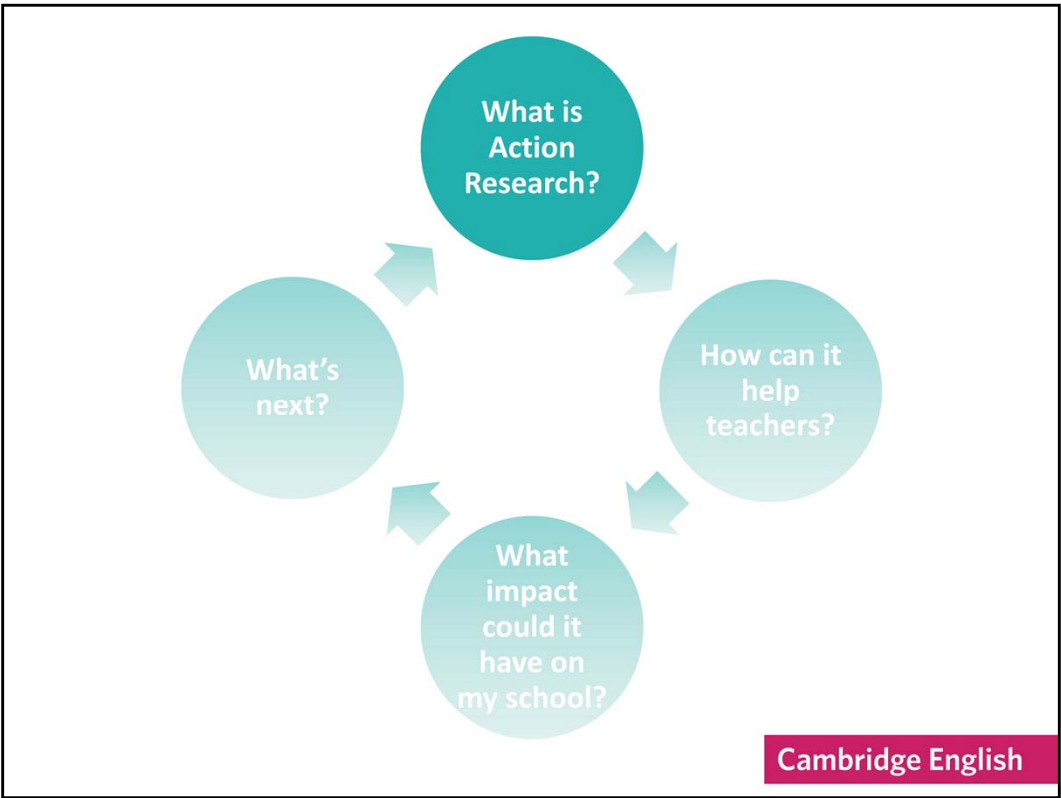 What is
Action
Research?
How can it
help
teachers?
What
impact
could it
have on
my school?
What’s
next?
Cambridge English